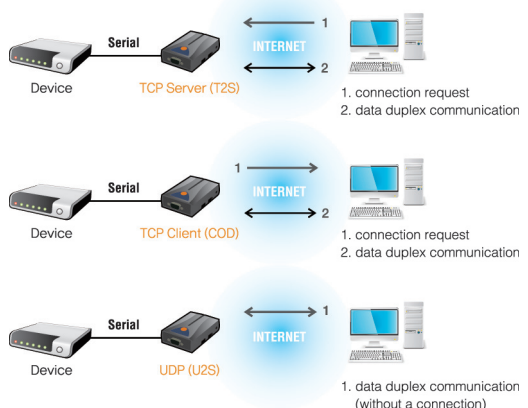 Serial
INTERNET
1
2
Device
TCP Server (T2S)
1. connection request
2. data duplex communication
Serial
INTERNET
1
2
Device
TCP Client (COD)
1. connection request
2. data duplex communication
Serial
INTERNET
1
Device
UDP (U2S)
1. data duplex communication
(without a connection)